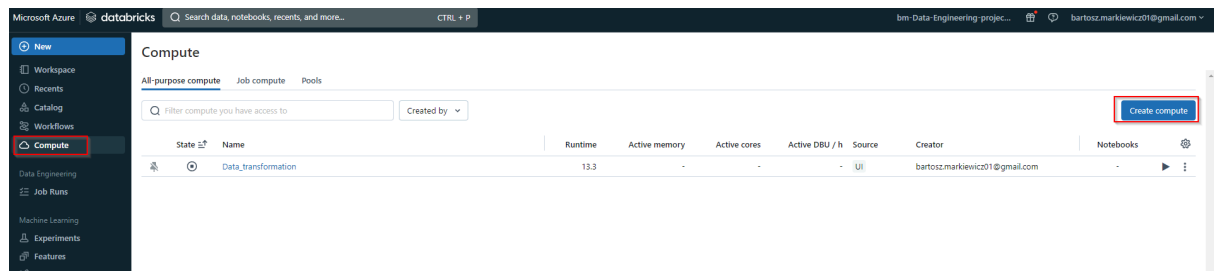 Microsoft Azure databricks Search data, notebooks, recents, and more... CTRL + P bm-Data-Engineering-projec... bartosz.markiewicz01@gmail.com
New
Workspace
Recents
Catalog
Workflows
Compute
Data Engineering
Job Runs
Machine Learning
Experiments
Features
Compute
All-purpose compute Job compute Pools
Filter compute you have access to Created by Create compute
State Name Runtime Active memory Active cores Active DBU / h Source Creator Notebooks
Data_transformation 13.3 - - - UI bartosz.markiewicz01@gmail.com -